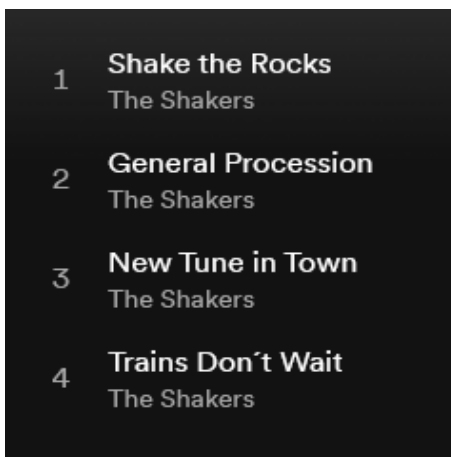 1
Shake the Rocks
The Shakers
2
General Procession
The Shakers
3
New Tune in Town
The Shakers
4
Trains Don´t Wait
The Shakers